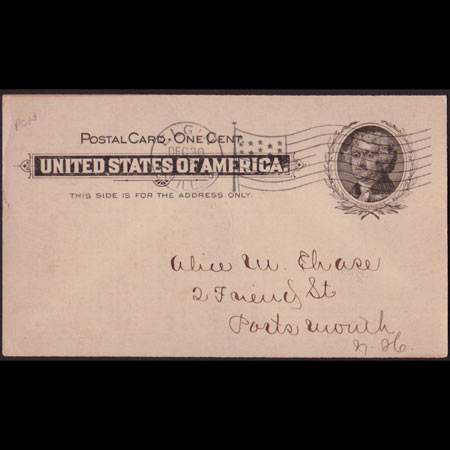 POSTAL CARD - ONE CENT.
UNITED STATES OF AMERICA.
THIS SIDE IS FOR THE ADDRESS ONLY.
DEC 30
ILL.
Alice M. Chase
2 Friend St
Portsmouth
N. H.